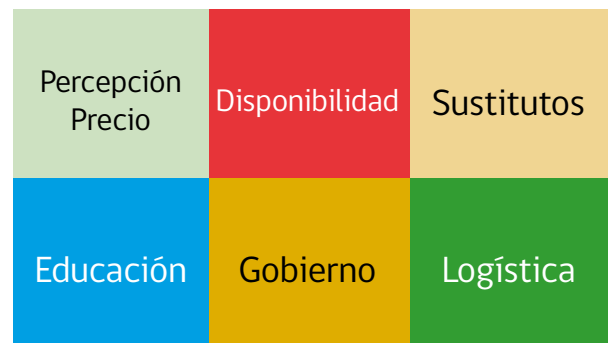 Percepción
Precio
Disponibilidad
Sustitutos
Educación
Gobierno
Logística